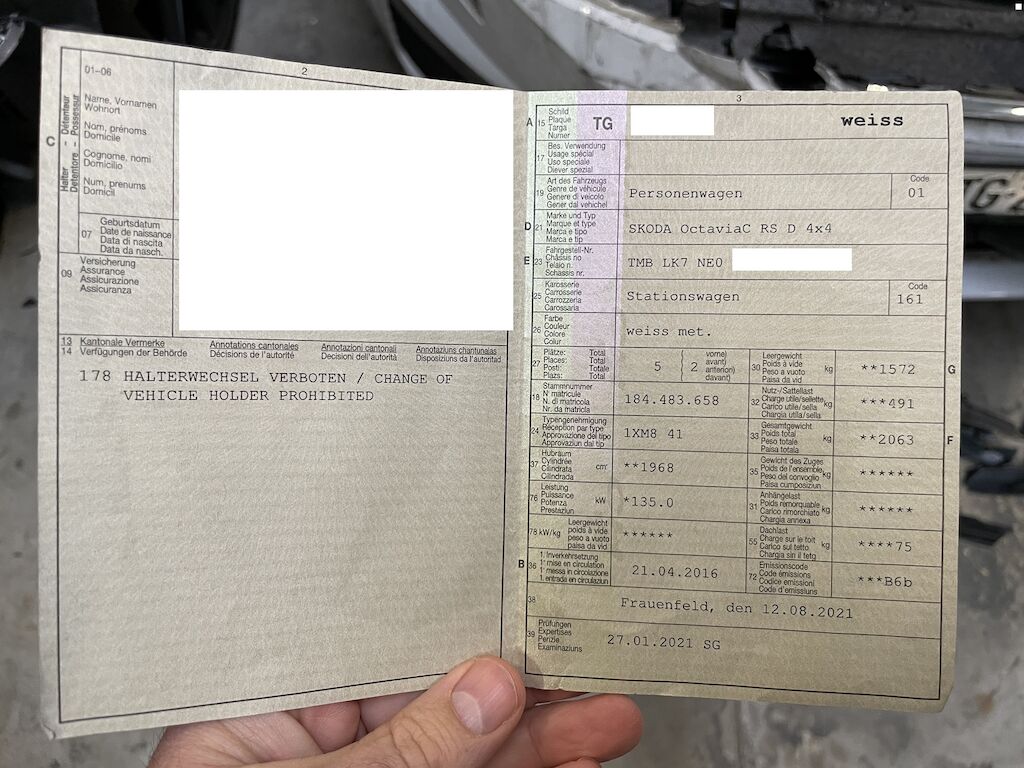 2
01-06
Name, Vornamen
Wohnort
Nom, prénoms
Domicile
Cognome, nomi
Domicilio
Num, prenums
Domicil
C
Halter - Détenteur
Detentore - Possessur
07
Geburtsdatum
Date de naissance
Data di nascita
Data da nasch.
09
Versicherung
Assurance
Assicurazione
Assicuranza
13 Kantonale Vermerke Annotations cantonales Annotazioni cantonali Annotaziuns chantunalas
14 Verfügungen der Behörde Décisions de l'autorité Decisioni dell'autorità Disposiziuns da l'autoritad
178 HALTERWECHSEL VERBOTEN / CHANGE OF
VEHICLE HOLDER PROHIBITED
3
A 15
Schild
Plaque
Targa
Numer
TG
weiss
17
Bes. Verwendung
Usage spécial
Uso speciale
Diever spezial
19
Art des Fahrzeugs
Genre de véhicule
Genere di veicolo
Gener dal vehichel
Personenwagen
Code
01
D 21
Marke und Typ
Marque et type
Marca e tipo
Marca e tip
SKODA OctaviaC RS D 4x4
E 23
Fahrgestell-Nr.
Châssis no
Telaio n.
Schassis nr.
TMB LK7 NE0
25
Karosserie
Carrosserie
Carrozzeria
Carossaria
Stationswagen
Code
161
26
Farbe
Couleur
Colore
Colur
weiss met.
27
Plätze: Total
Places: Total
Posti: Totale
Plazs: Total
5
2
vorne)
avant)
anteriori)
davant)
30
Leergewicht
Poids à vide
Peso a vuoto
Paisa da vid
kg
**1572
G
18
Stammnummer
N matricule
N. di matricola
Nr. da matricla
184.483.658
32
Nutz-/Sattellast
Charge utile/sellette
Carico utile/sella
Chargia utila/sella
kg
***491
24
Typengenehmigung
Réception par type
Approvazione del tipo
Approvaziun dal tip
1XM8 41
33
Gesamtgewicht
Poids total
Peso totale
Paisa totala
kg
**2063
F
37
Hubraum
Cylindrée
Cilindrata
Cilindrada
cm³
**1968
35
Gewicht des Zuges
Poids de l'ensemble
Peso del convoglio
Paisa cumposiziun
kg
******
76
Leistung
Puissance
Potenza
Prestaziun
kW
*135.0
31
Anhängelast
Poids remorquable
Carico rimorchiato
Chargia annexa
kg
******
78 kW/kg
Leergewicht
poids à vide
peso a vuoto
paisa da vid
******
55
Dachlast
Charge sur le toit
Carico sul tetto
Chargia sin il tetg
kg
****75
B 36
1. Inverkehrsetzung
1ʳᵉ mise en circulation
1ª messa in circolazione
1. entrada en circulaziun
21.04.2016
72
Emissionscode
Code émissions
Codice emissioni
Code d'emissiuns
***B6b
38
Frauenfeld, den 12.08.2021
39
Prüfungen
Expertises
Perizie
Examinaziuns
27.01.2021 SG